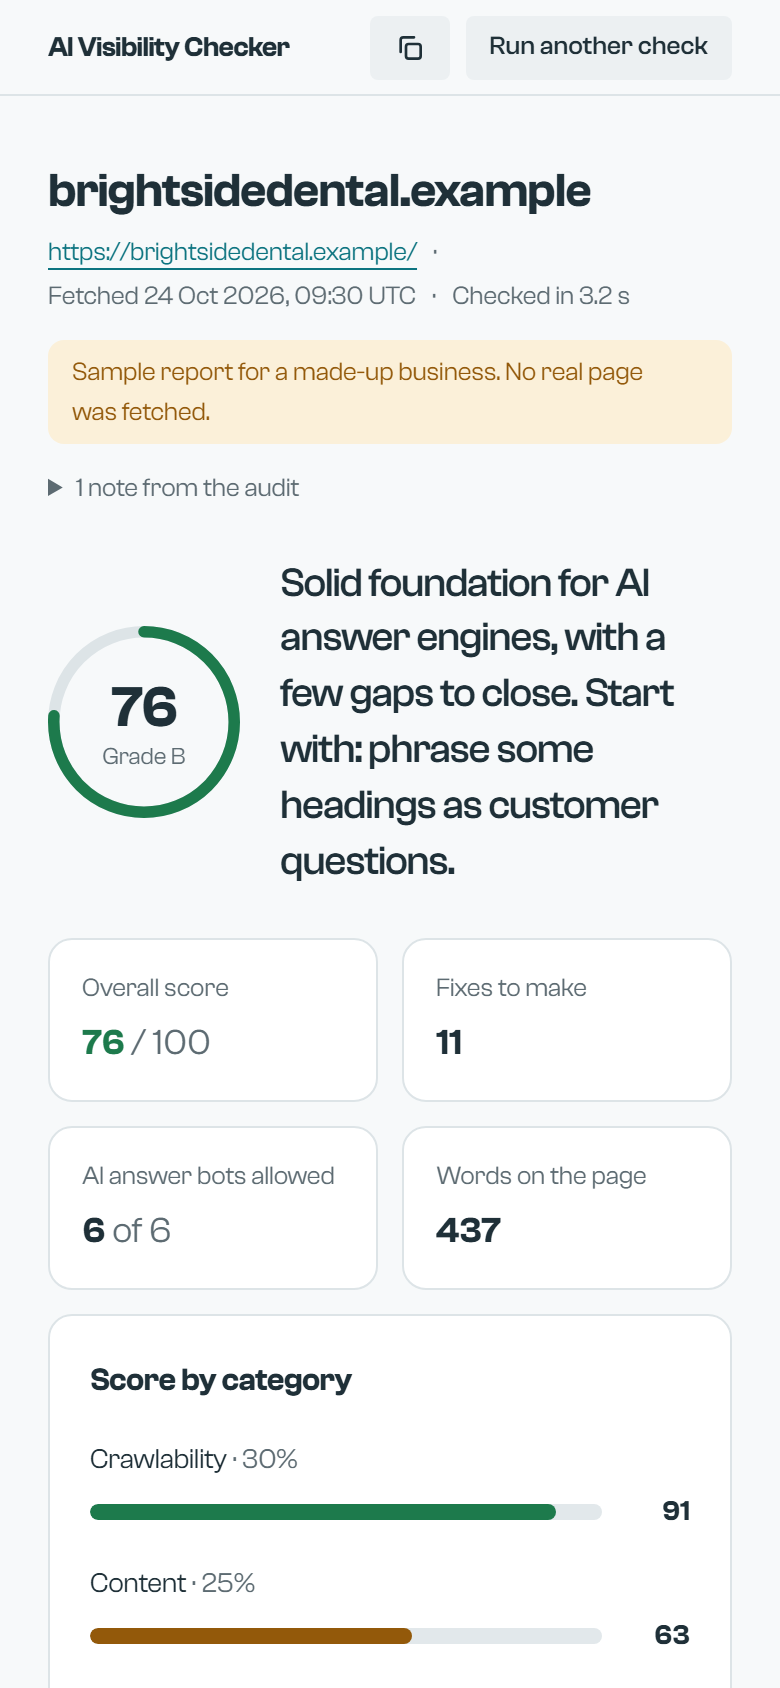 AI Visibility Checker
Run another check
brightsidedental.example
https://brightsidedental.example/ ·
Fetched 24 Oct 2026, 09:30 UTC · Checked in 3.2 s
Sample report for a made-up business. No real page
was fetched.
1 note from the audit
76
Grade B
Solid foundation for AI
answer engines, with a
few gaps to close. Start
with: phrase some
headings as customer
questions.
Overall score
76 / 100
Fixes to make
11
AI answer bots allowed
6 of 6
Words on the page
437
Score by category
Crawlability · 30%
91
Content · 25%
63